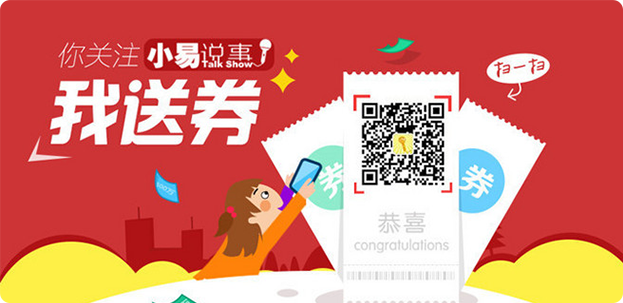 你关注 小易说事
Talk Show
我送券
扫一扫
券 券
恭喜
congratulations